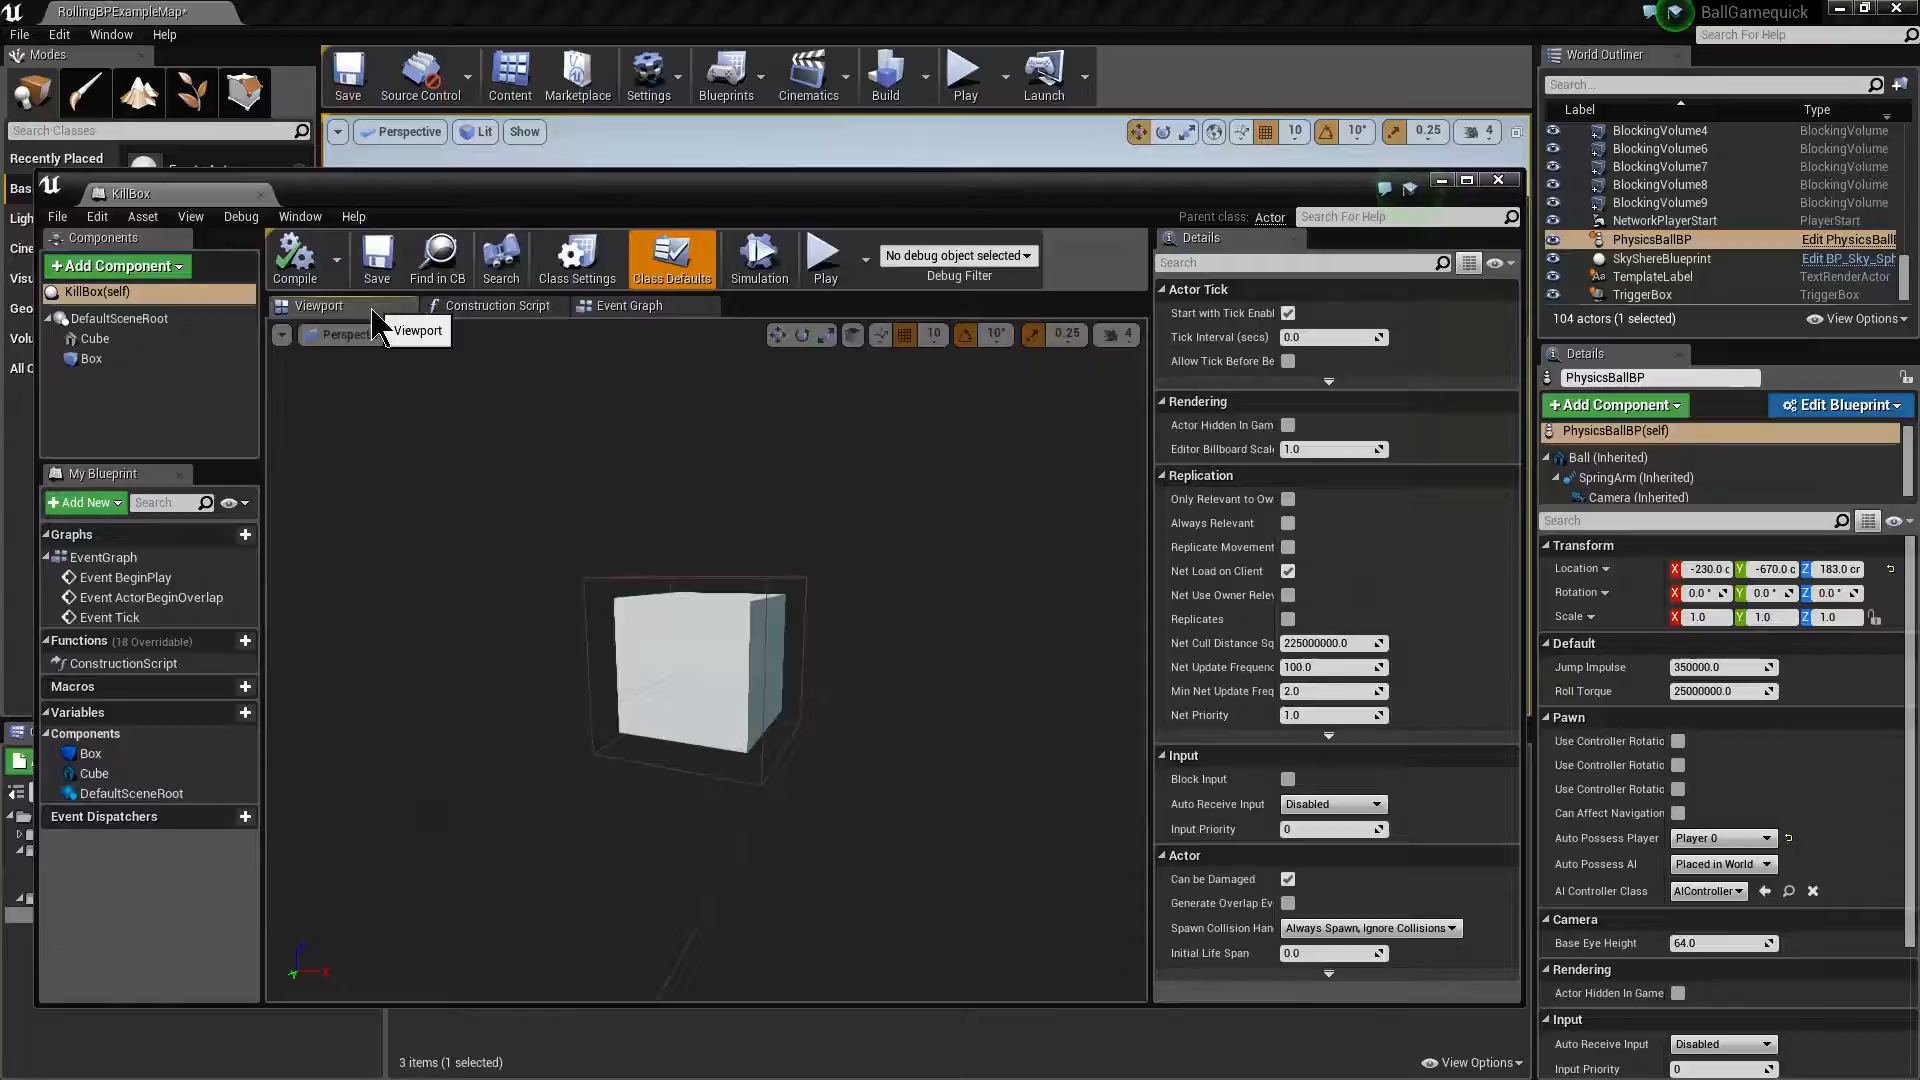 RollingBPExampleMap*
BallGamequick
File Edit Window Help
Search For Help
Modes
Save Source Control Content Marketplace Settings Blueprints Cinematics Build Play Launch
World Outliner
Search...
Label Type
Search Classes
Perspective Lit Show
10 10° 0.25 4
Recently Placed
Bas
Ligh
Cine
Visu
Geo
Volu
All C
BlockingVolume4 BlockingVolume
BlockingVolume6 BlockingVolume
BlockingVolume7 BlockingVolume
BlockingVolume8 BlockingVolume
BlockingVolume9 BlockingVolume
NetworkPlayerStart PlayerStart
PhysicsBallBP Edit PhysicsBallE
SkyShereBlueprint Edit BP_Sky_Sph
TemplateLabel TextRenderActor
TriggerBox TriggerBox
104 actors (1 selected) View Options
KillBox
File Edit Asset View Debug Window Help
Parent class: Actor
Search For Help
Components
+Add Component
KillBox(self)
DefaultSceneRoot
Cube
Box
Compile Save Find in CB Search Class Settings Class Defaults Simulation Play
No debug object selected
Debug Filter
Viewport Construction Script Event Graph
Perspect
Viewport
10 10° 0.25 4
My Blueprint
+Add New Search
Graphs
EventGraph
Event BeginPlay
Event ActorBeginOverlap
Event Tick
Functions (18 Overridable)
ConstructionScript
Macros
Variables
Components
Box
Cube
DefaultSceneRoot
Event Dispatchers
Details
Search
Actor Tick
Start with Tick Enabl
Tick Interval (secs) 0.0
Allow Tick Before Be
Rendering
Actor Hidden In Gam
Editor Billboard Scal 1.0
Replication
Only Relevant to Ow
Always Relevant
Replicate Movement
Net Load on Client
Net Use Owner Relev
Replicates
Net Cull Distance Sq 225000000.0
Net Update Frequenc 100.0
Min Net Update Freq 2.0
Net Priority 1.0
Input
Block Input
Auto Receive Input Disabled
Input Priority 0
Actor
Can be Damaged
Generate Overlap Ev
Spawn Collision Han Always Spawn, Ignore Collisions
Initial Life Span 0.0
Details
PhysicsBallBP
+Add Component Edit Blueprint
PhysicsBallBP(self)
Ball (Inherited)
SpringArm (Inherited)
Camera (Inherited)
Search
Transform
Location X -230.0 c Y -670.0 c Z 183.0 cr
Rotation X 0.0 ° Y 0.0 ° Z 0.0 °
Scale X 1.0 Y 1.0 Z 1.0
Default
Jump Impulse 350000.0
Roll Torque 25000000.0
Pawn
Use Controller Rotatio
Use Controller Rotatio
Use Controller Rotatio
Can Affect Navigation
Auto Possess Player Player 0
Auto Possess AI Placed in World
AI Controller Class AIController
Camera
Base Eye Height 64.0
Rendering
Actor Hidden In Game
Input
Auto Receive Input Disabled
Input Priority 0
3 items (1 selected) View Options